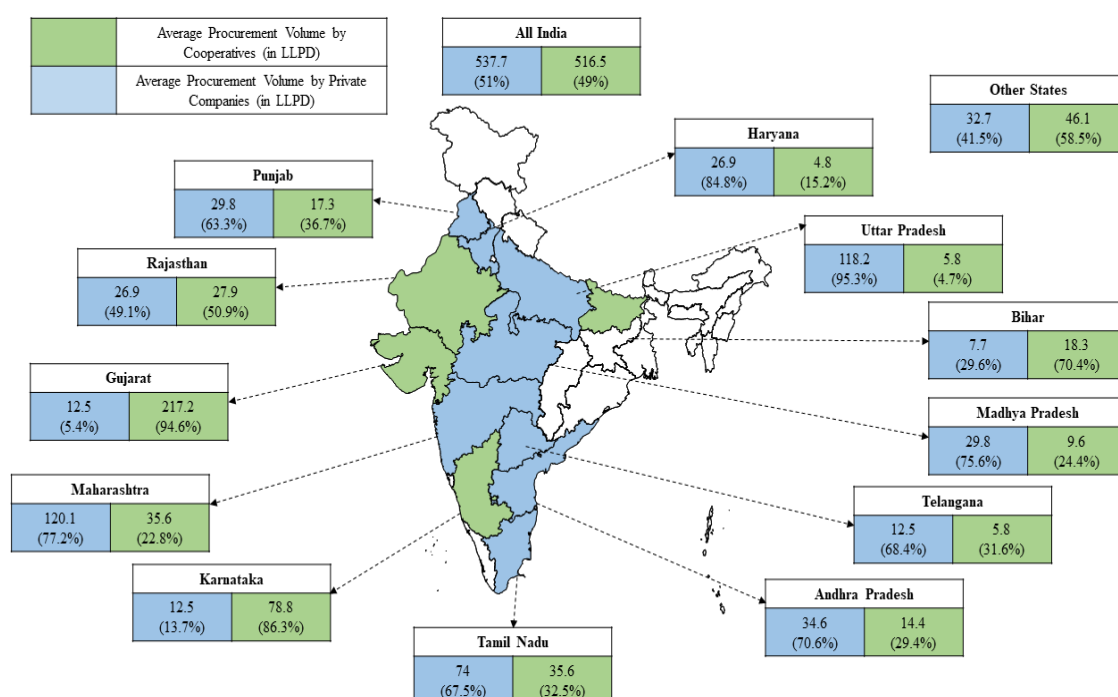 Average Procurement Volume by
Cooperatives (in LLPD)
Average Procurement Volume by Private
Companies (in LLPD)
All India
537.7 516.5
(51%) (49%)
Other States
32.7 46.1
(41.5%) (58.5%)
Haryana
26.9 4.8
(84.8%) (15.2%)
Punjab
29.8 17.3
(63.3%) (36.7%)
Uttar Pradesh
118.2 5.8
(95.3%) (4.7%)
Rajasthan
26.9 27.9
(49.1%) (50.9%)
Bihar
7.7 18.3
(29.6%) (70.4%)
Gujarat
12.5 217.2
(5.4%) (94.6%)
Madhya Pradesh
29.8 9.6
(75.6%) (24.4%)
Maharashtra
120.1 35.6
(77.2%) (22.8%)
Telangana
12.5 5.8
(68.4%) (31.6%)
Karnataka
12.5 78.8
(13.7%) (86.3%)
Andhra Pradesh
34.6 14.4
(70.6%) (29.4%)
Tamil Nadu
74 35.6
(67.5%) (32.5%)